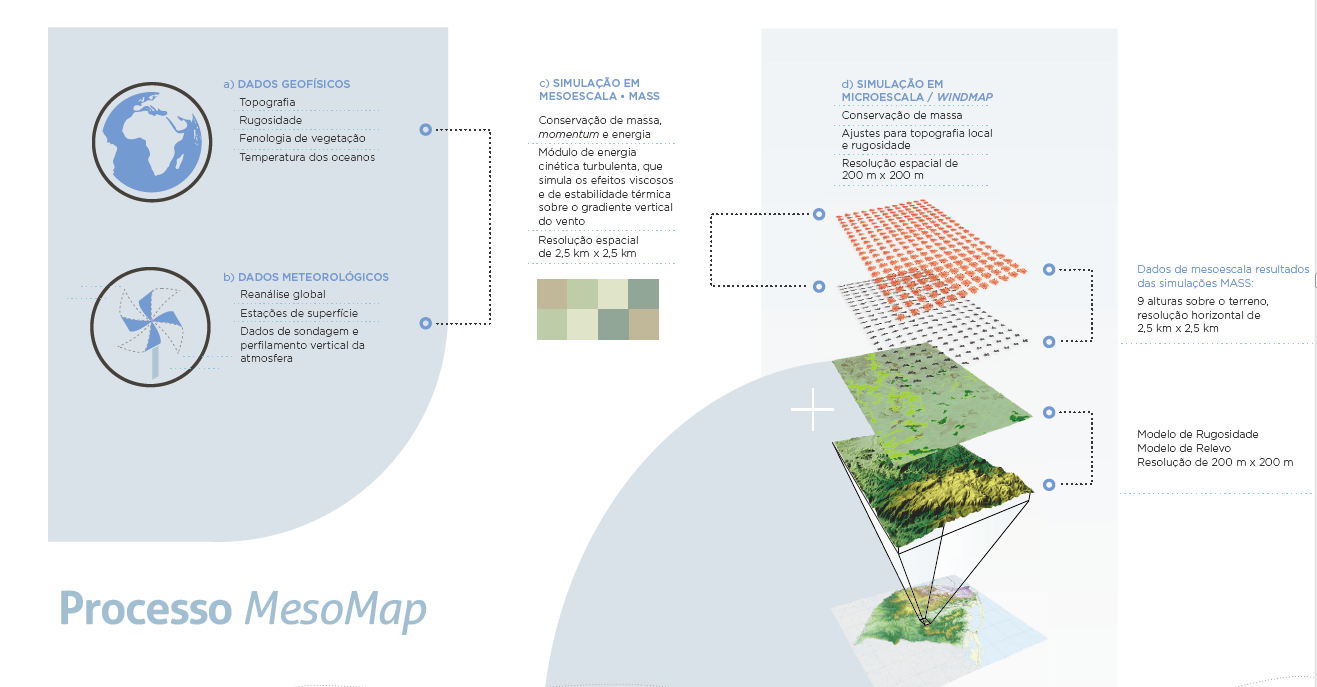 a) DADOS GEOFÍSICOS
Topografia
Rugosidade
Fenologia de vegetação
Temperatura dos oceanos
b) DADOS METEOROLÓGICOS
Reanálise global
Estações de superfície
Dados de sondagem e
perfilamento vertical da
atmosfera
c) SIMULAÇÃO EM
MESOESCALA • MASS
Conservação de massa,
momentum e energia
Módulo de energia
cinética turbulenta, que
simula os efeitos viscosos
e de estabilidade térmica
sobre o gradiente vertical
do vento
Resolução espacial
de 2,5 km x 2,5 km
d) SIMULAÇÃO EM
MICROESCALA / WINDMAP
Conservação de massa
Ajustes para topografia local
e rugosidade
Resolução espacial de
200 m x 200 m
Dados de mesoescala resultados
das simulações MASS:
9 alturas sobre o terreno,
resolução horizontal de
2,5 km x 2,5 km
Modelo de Rugosidade
Modelo de Relevo
Resolução de 200 m x 200 m
Processo MesoMap